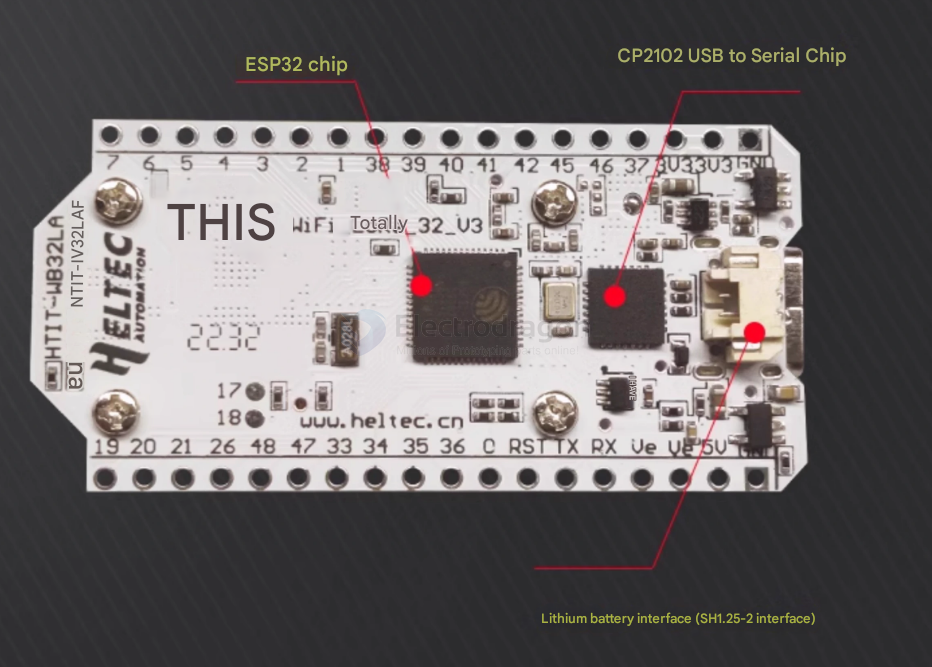 ESP32 chip
CP2102 USB to Serial Chip
7 6 5 4 3 2 1 38 39 40 41 42 45 46 37 3V3 3V3 GND
THIS
WiFi
Totally
32_V3
HTIT-WB32LA
NTIT-IV32LAF
na
HELTEC
AUTOMATION
2232
Electrodragon
17
18
HAVE
www.heltec.cn
19 20 21 26 48 47 33 34 35 36 0 RST TX RX Ve Ve 5V GND
Lithium battery interface (SH1.25-2 interface)